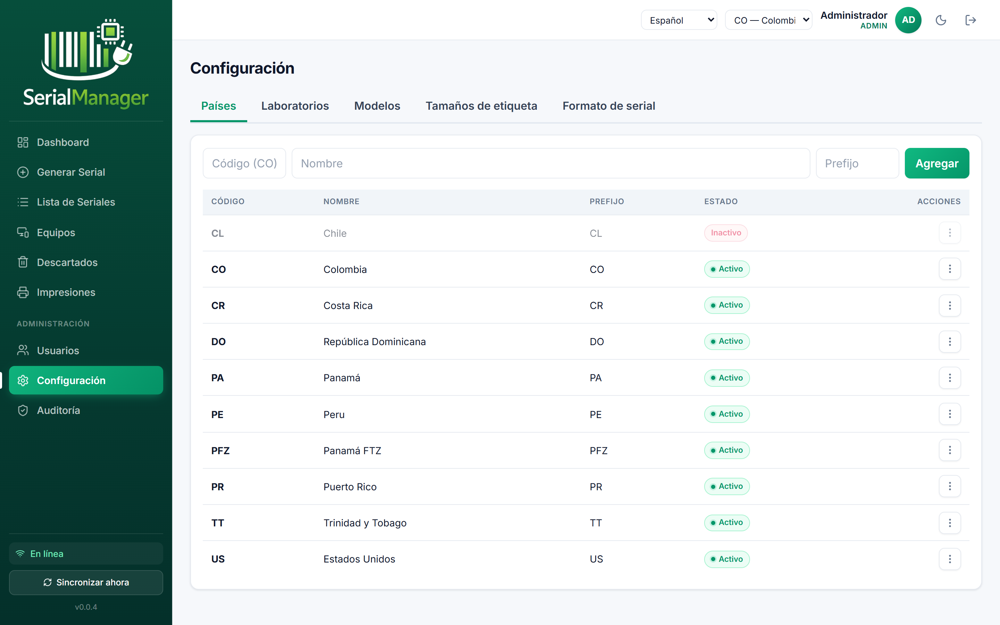 SerialManager
Dashboard
Generar Serial
Lista de Seriales
Equipos
Descartados
Impresiones
ADMINISTRACIÓN
Usuarios
Configuración
Auditoría
En línea
Sincronizar ahora
v0.0.4
Español
CO — Colombi
Administrador
ADMIN
AD
Configuración
Países Laboratorios Modelos Tamaños de etiqueta Formato de serial
Código (CO) Nombre Prefijo Agregar
CÓDIGO NOMBRE PREFIJO ESTADO ACCIONES
CL Chile CL Inactivo
CO Colombia CO Activo
CR Costa Rica CR Activo
DO República Dominicana DO Activo
PA Panamá PA Activo
PE Peru PE Activo
PFZ Panamá FTZ PFZ Activo
PR Puerto Rico PR Activo
TT Trinidad y Tobago TT Activo
US Estados Unidos US Activo